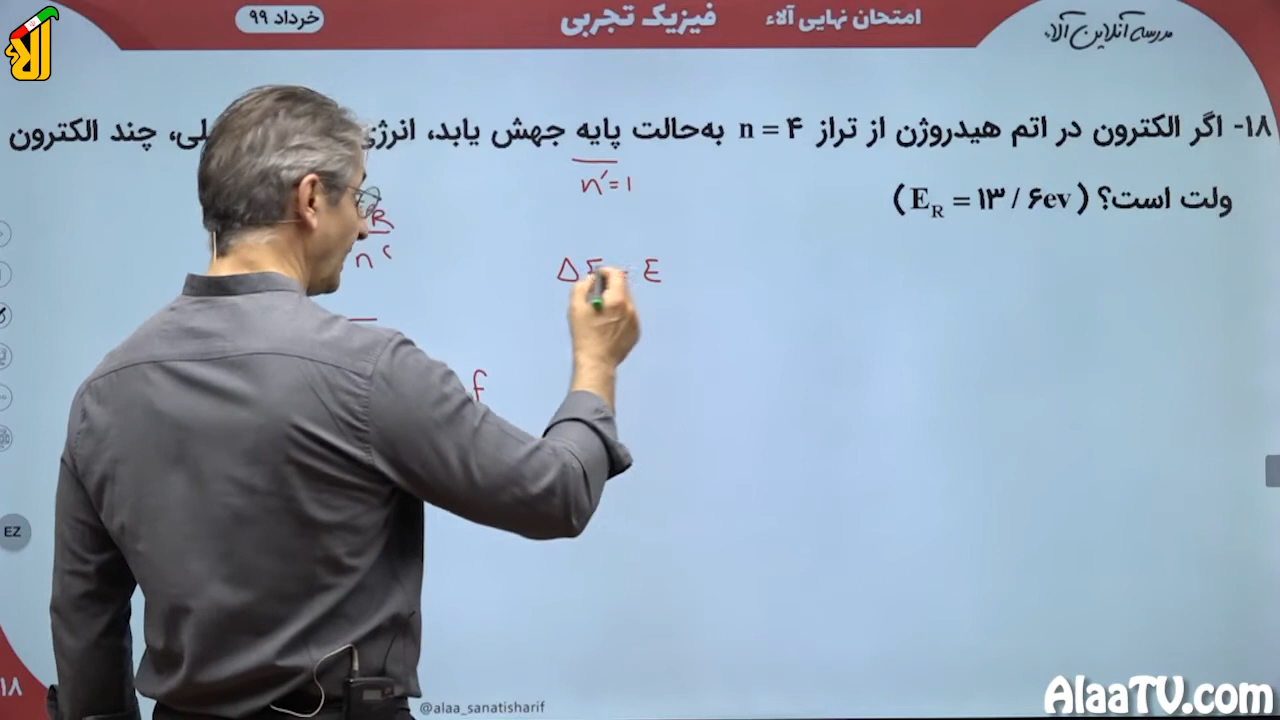 خرداد ۹۹
فیزیک تجربی
امتحان نهایی آلاء
مدرسه آنلاین آلاء
۱۸- اگر الکترون در اتم هیدروژن از تراز n = ۴ به‌حالت پایه جهش یابد، انرژی
چند الکترون
ولت است؟ (E_R = ۱۳ / ۶ev)
n′=1
ΔE
E
f
EZ
۱۸
@alaa_sanatisharif
AlaaTV.com